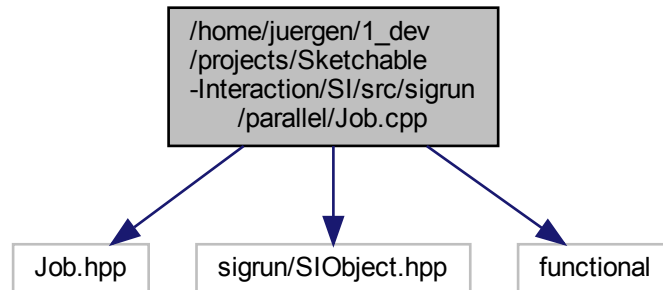 /home/juergen/1_dev
/projects/Sketchable
-Interaction/SI/src/sigrun
/parallel/Job.cpp
Job.hpp
sigrun/SIObject.hpp
functional